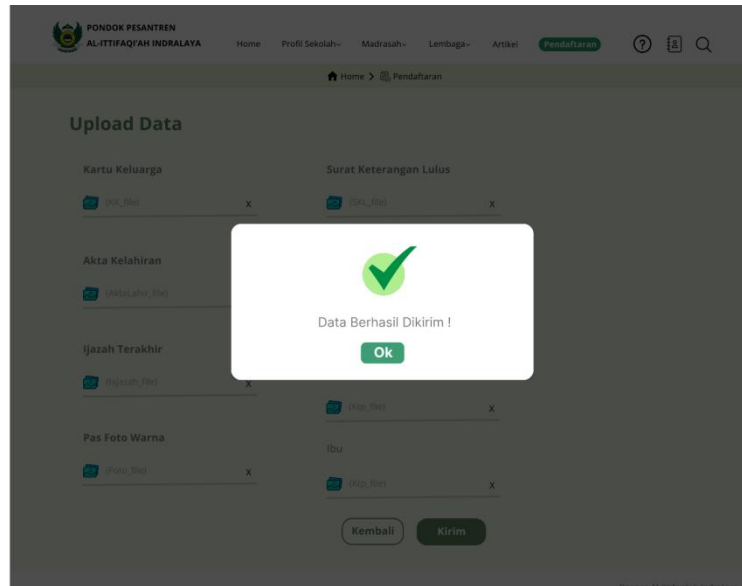 PONDOK PESANTREN
AL-ITTIFAQI'AH INDRALAYA
Home Profil Sekolah Madrasah Lembaga Artikel Pendaftaran
Home > Pendaftaran
Upload Data
Kartu Keluarga
(KK_file)
x
Surat Keterangan Lulus
(SKL_file)
x
Akta Kelahiran
(AktaLahir_file)
Ijazah Terakhir
x
Pas Foto Warna
(Foto_file)
x
Data Berhasil Dikirim !
Ok
(Ktp_file)
x
Ibu
(Ktp_file)
x
Kembali Kirim